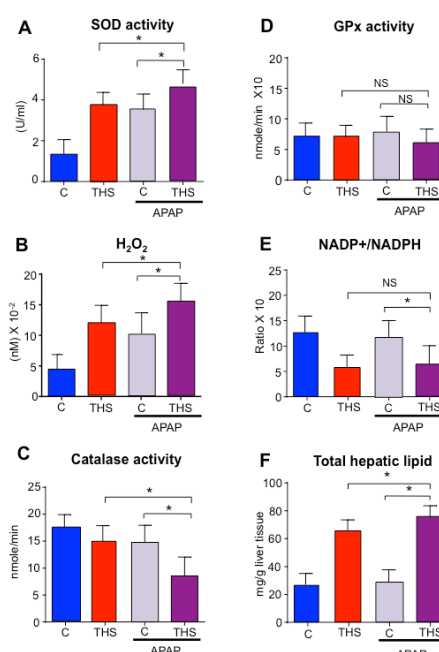 A
SOD activity
(U/ml)
6
4
2
0
*
*
C
THS
C
THS
APAP
D
GPx activity
nmole/min X10
20
15
10
5
0
NS
NS
C
THS
C
THS
APAP
B
H₂O₂
(nM) X 10⁻²
20
15
10
5
0
*
*
C
THS
C
THS
APAP
E
NADP+/NADPH
Ratio X 10
25
20
15
10
5
0
NS
*
C
THS
C
THS
APAP
C
Catalase activity
nmole/min
25
20
15
10
5
0
*
*
C
THS
C
THS
APAP
F
Total hepatic lipid
mg/g liver tissue
100
80
60
40
20
0
*
*
C
THS
C
THS
APAP